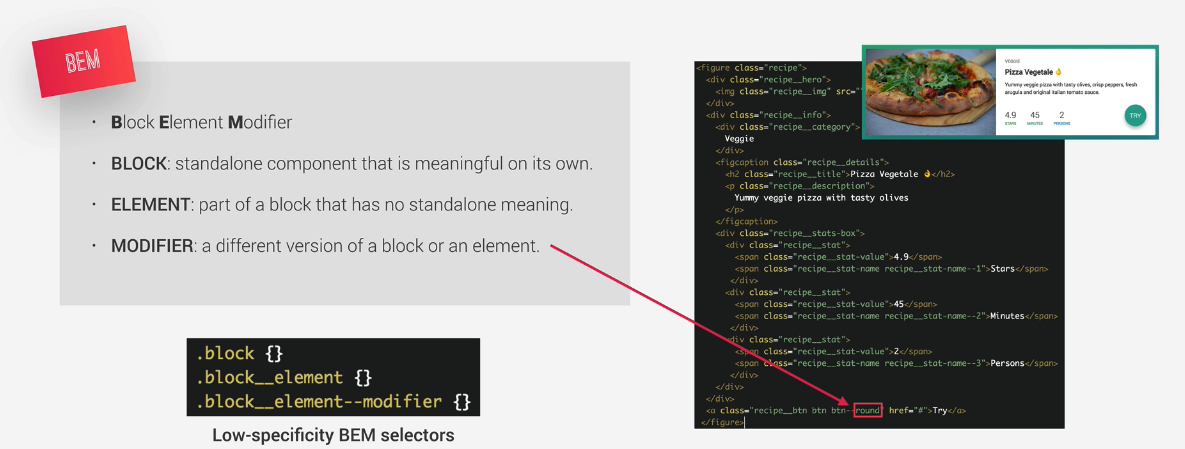 BEM
• Block Element Modifier
• BLOCK: standalone component that is meaningful on its own.
• ELEMENT: part of a block that has no standalone meaning.
• MODIFIER: a different version of a block or an element.
.block {}
.block__element {}
.block__element--modifier {}
Low-specificity BEM selectors
<figure class="recipe">
<div class="recipe__hero">
<img class="recipe__img" src="
</div>
<div class="recipe__info">
<div class="recipe__category">
Veggie
</div>
<figcaption class="recipe__details">
<h2 class="recipe__title">Pizza Vegetale 👌</h2>
<p class="recipe__description">
Yummy veggie pizza with tasty olives
</p>
</figcaption>
<div class="recipe__stats-box">
<div class="recipe__stat">
<span class="recipe__stat-value">4.9</span>
<span class="recipe__stat-name recipe__stat-name--1">Stars</span>
</div>
<div class="recipe__stat">
<span class="recipe__stat-value">45</span>
<span class="recipe__stat-name recipe__stat-name--2">Minutes</span>
</div>
<div class="recipe__stat">
<span class="recipe__stat-value">2</span>
<span class="recipe__stat-name recipe__stat-name--3">Persons</span>
</div>
</div>
</div>
<a class="recipe__btn btn btn--round" href="#">Try</a>
</figure>
VEGGIE
Pizza Vegetale 👌
Yummy veggie pizza with tasty olives, crisp peppers, fresh
arugula and original italian tomato sauce.
4.9 45 2
STARS MINUTES PERSONS
TRY